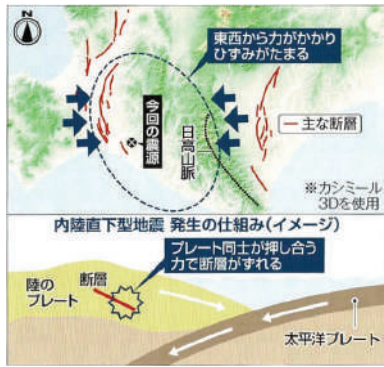 N
東西から力がかかり
ひずみがたまる
今回の震源
日高山脈
主な断層
※カシミール
3Dを使用
内陸直下型地震 発生の仕組み(イメージ)
プレート同士が押し合う
力で断層がずれる
陸の
プレート
断層
太平洋プレート